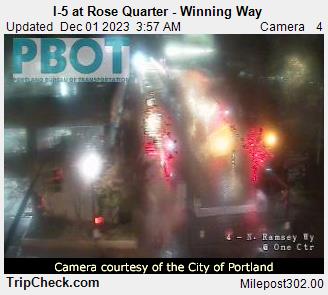 I-5 at Rose Quarter - Winning Way
Updated Dec 01 2023 3:57 AM Camera 4
PBOT
PORTLAND BUREAU OF TRANSPORTATION
4 - N. Ramsey Wy
@ One Ctr
Camera courtesy of the City of Portland
TripCheck.com Milepost302.00